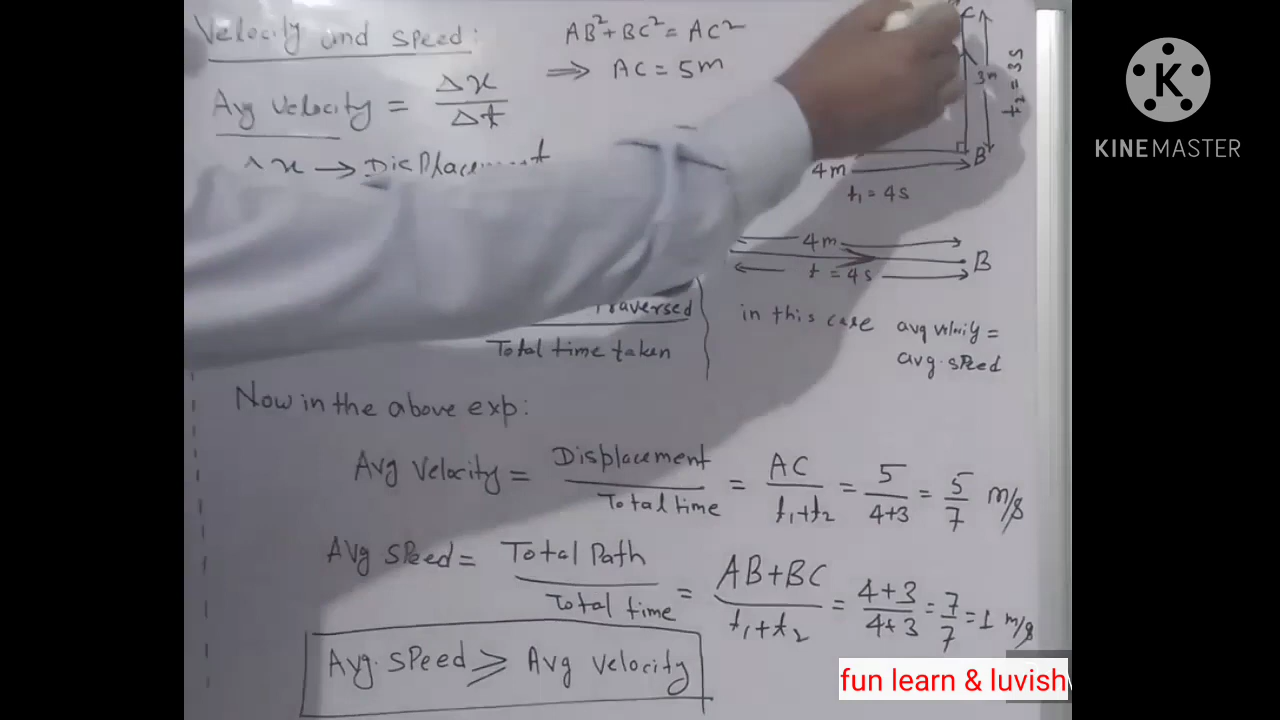 Velocity and speed:
AB²+BC² = AC²
⟹ AC = 5m
Avg velocity = Δx/Δt
Δx → Displacement
C
3m
t₂ = 3s
B
4m
t₁ = 4s
4m
t = 4s
B
in this case avg velocity =
avg. speed
Traversed
Total time taken
Now in the above exp:
Avg velocity = Displacement/Total time = AC/t₁+t₂ = 5/4+3 = 5/7 m/s
Avg speed = Total Path/Total time = AB+BC/t₁+t₂ = 4+3/4+3 = 7/7 = 1 m/s
Avg. speed ⩾ Avg velocity
K
KINEMASTER
fun learn & luvish